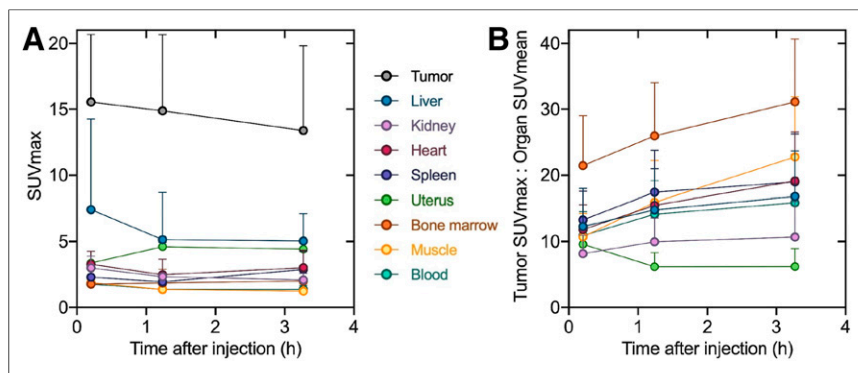 A
B
SUVmax
20
15
10
5
0
0 1 2 3 4
Time after injection (h)
Tumor
Liver
Kidney
Heart
Spleen
Uterus
Bone marrow
Muscle
Blood
Tumor SUVmax : Organ SUVmean
40
30
20
10
0
0 1 2 3 4
Time after injection (h)